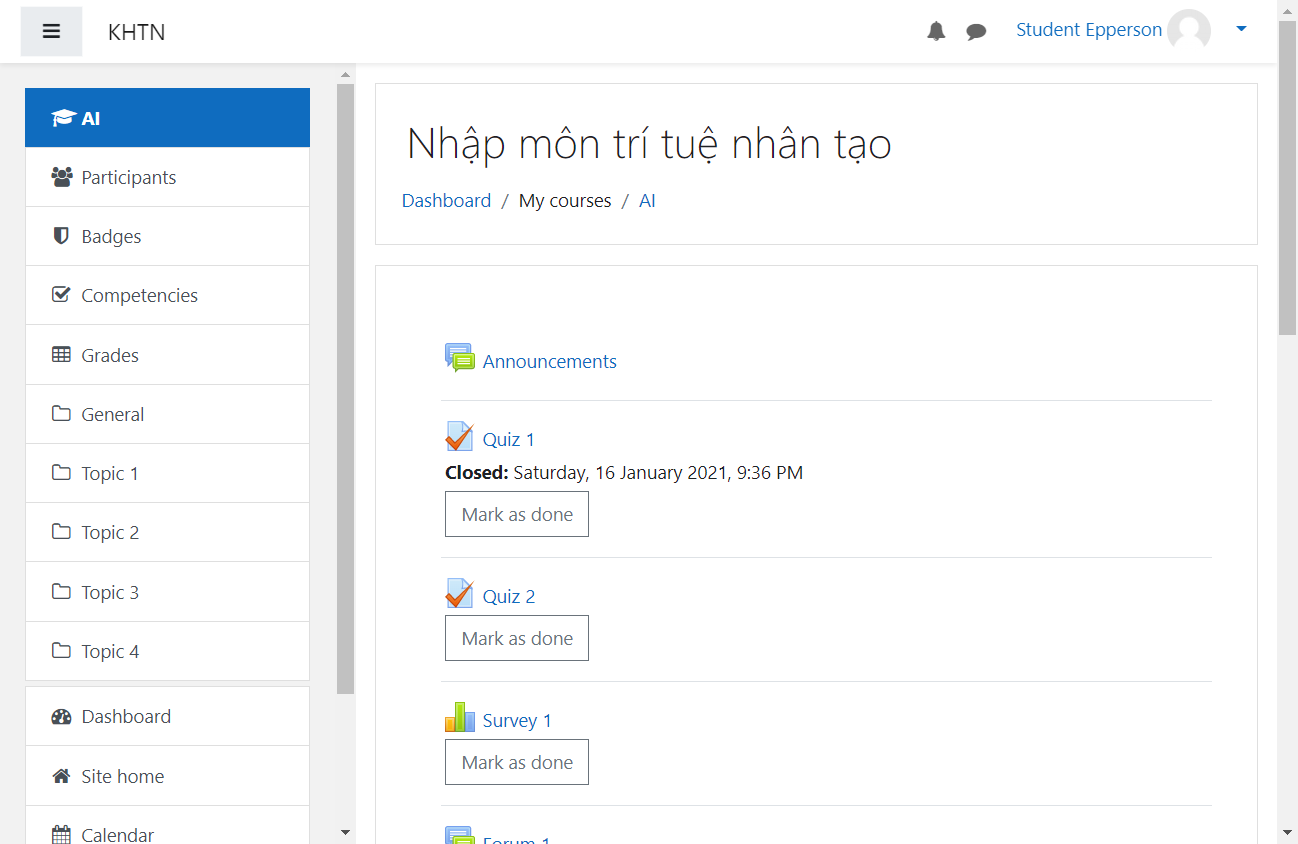 KHTN
Student Epperson
AI
Participants
Badges
Competencies
Grades
General
Topic 1
Topic 2
Topic 3
Topic 4
Dashboard
Site home
Calendar
Nhập môn trí tuệ nhân tạo
Dashboard / My courses / AI
Announcements
Quiz 1
Closed: Saturday, 16 January 2021, 9:36 PM
Mark as done
Quiz 2
Mark as done
Survey 1
Mark as done
Forum 1